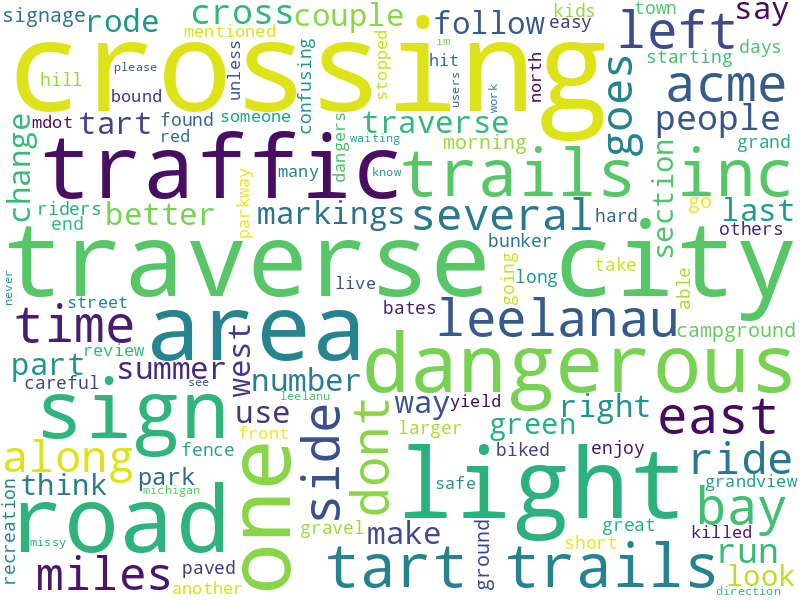 signage rode cross couple follow kids easy town left say
mentioned
crossing
hill please bound unless confusing stopped im hit users work north goes starting days acme
mdot tart found someone red waiting dangers traverse people
change traffic many know morning trails inc section grand
riders end better parkway markings several hard go last
bunker others
traverse city
never street live long going take able
time area bates leelanau campground
part review summer west number dangerous
careful see leelanu
sign use side dont way yield green right east
along fence front larger biked enjoy ride
think park one light safe grandview
recreation michigan gravel make great killed bay
road ground short run
missy miles paved another tart trails look
direction